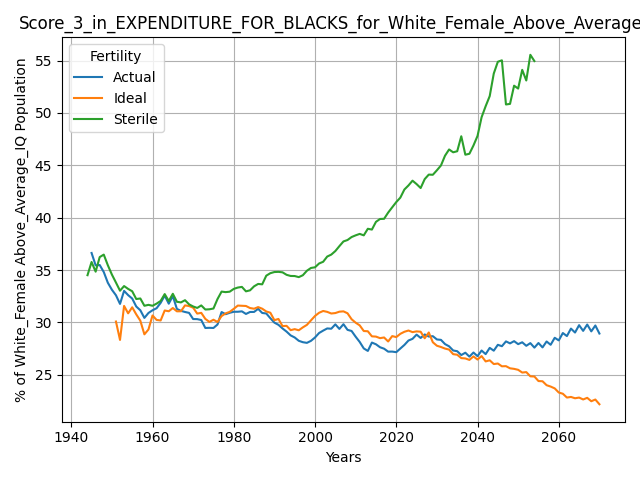 Score_3_in_EXPENDITURE_FOR_BLACKS_for_White_Female_Above_Average
Fertility
Actual
Ideal
Sterile
% of White_Female Above_Average_IQ Population
55
50
45
40
35
30
25
1940
1960
1980
2000
2020
2040
2060
Years